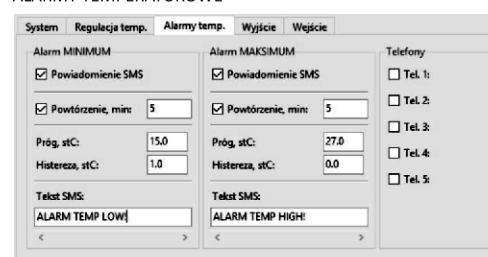 System Regulacja temp. Alarmy temp. Wyjście Wejście
Alarm MINIMUM
Powiadomienie SMS
Powtórzenie, min: 5
Próg, stC: 15.0
Histereza, stC: 1.0
Tekst SMS:
ALARM TEMP LOW!
Alarm MAKSIMUM
Powiadomienie SMS
Powtórzenie, min: 5
Próg, stC: 27.0
Histereza, stC: 0.0
Tekst SMS:
ALARM TEMP HIGH!
Telefony
Tel. 1:
Tel. 2:
Tel. 3:
Tel. 4:
Tel. 5: